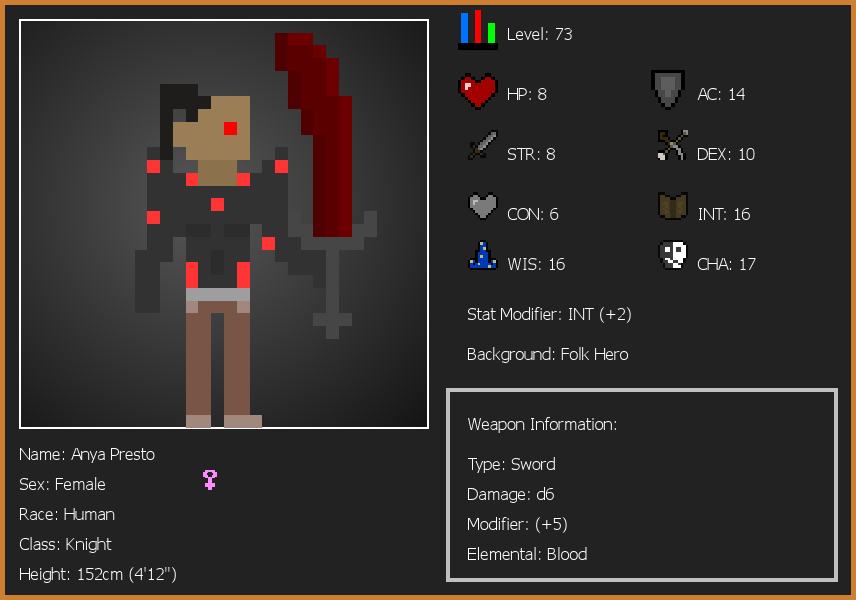 Level: 73
HP: 8
AC: 14
STR: 8
DEX: 10
CON: 6
INT: 16
WIS: 16
CHA: 17
Stat Modifier: INT (+2)
Background: Folk Hero
Weapon Information:
Type: Sword
Damage: d6
Modifier: (+5)
Elemental: Blood
Name: Anya Presto
Sex: Female
Race: Human
Class: Knight
Height: 152cm (4'12")